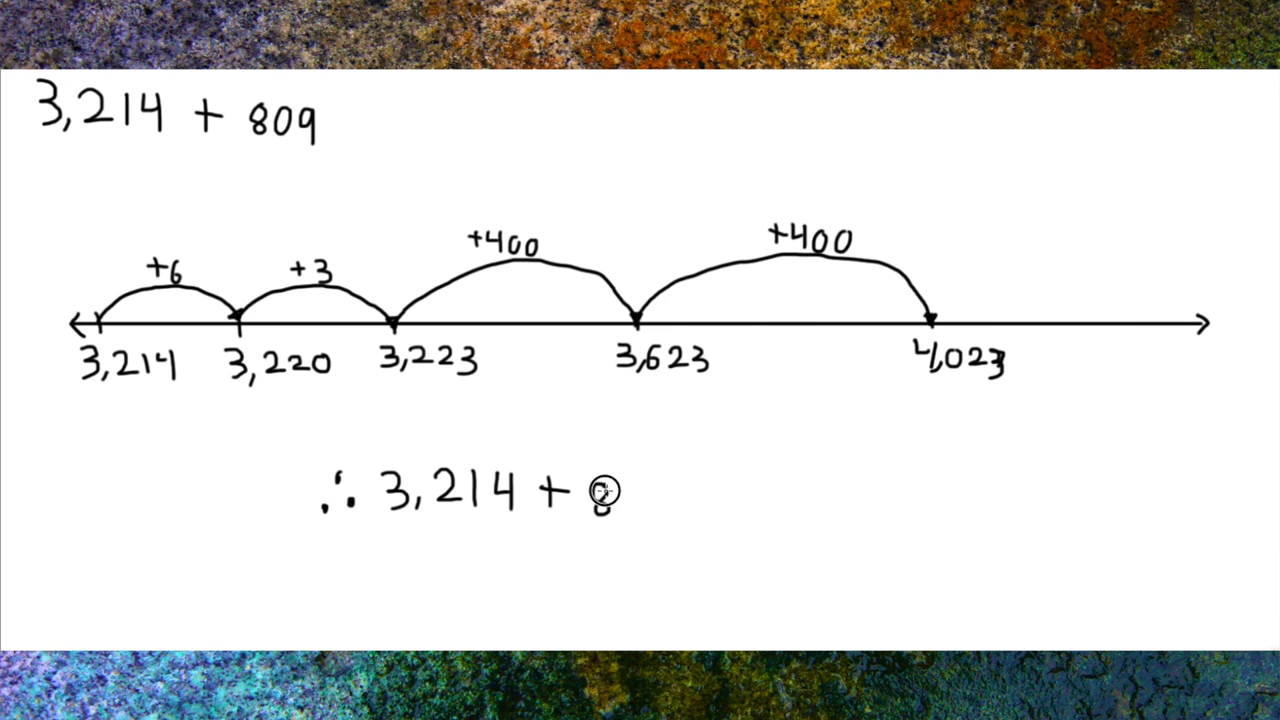 3,214 + 809
+6 +3 +400 +400
3,214 3,220 3,223 3,623 4,023
∴ 3,214 + 8